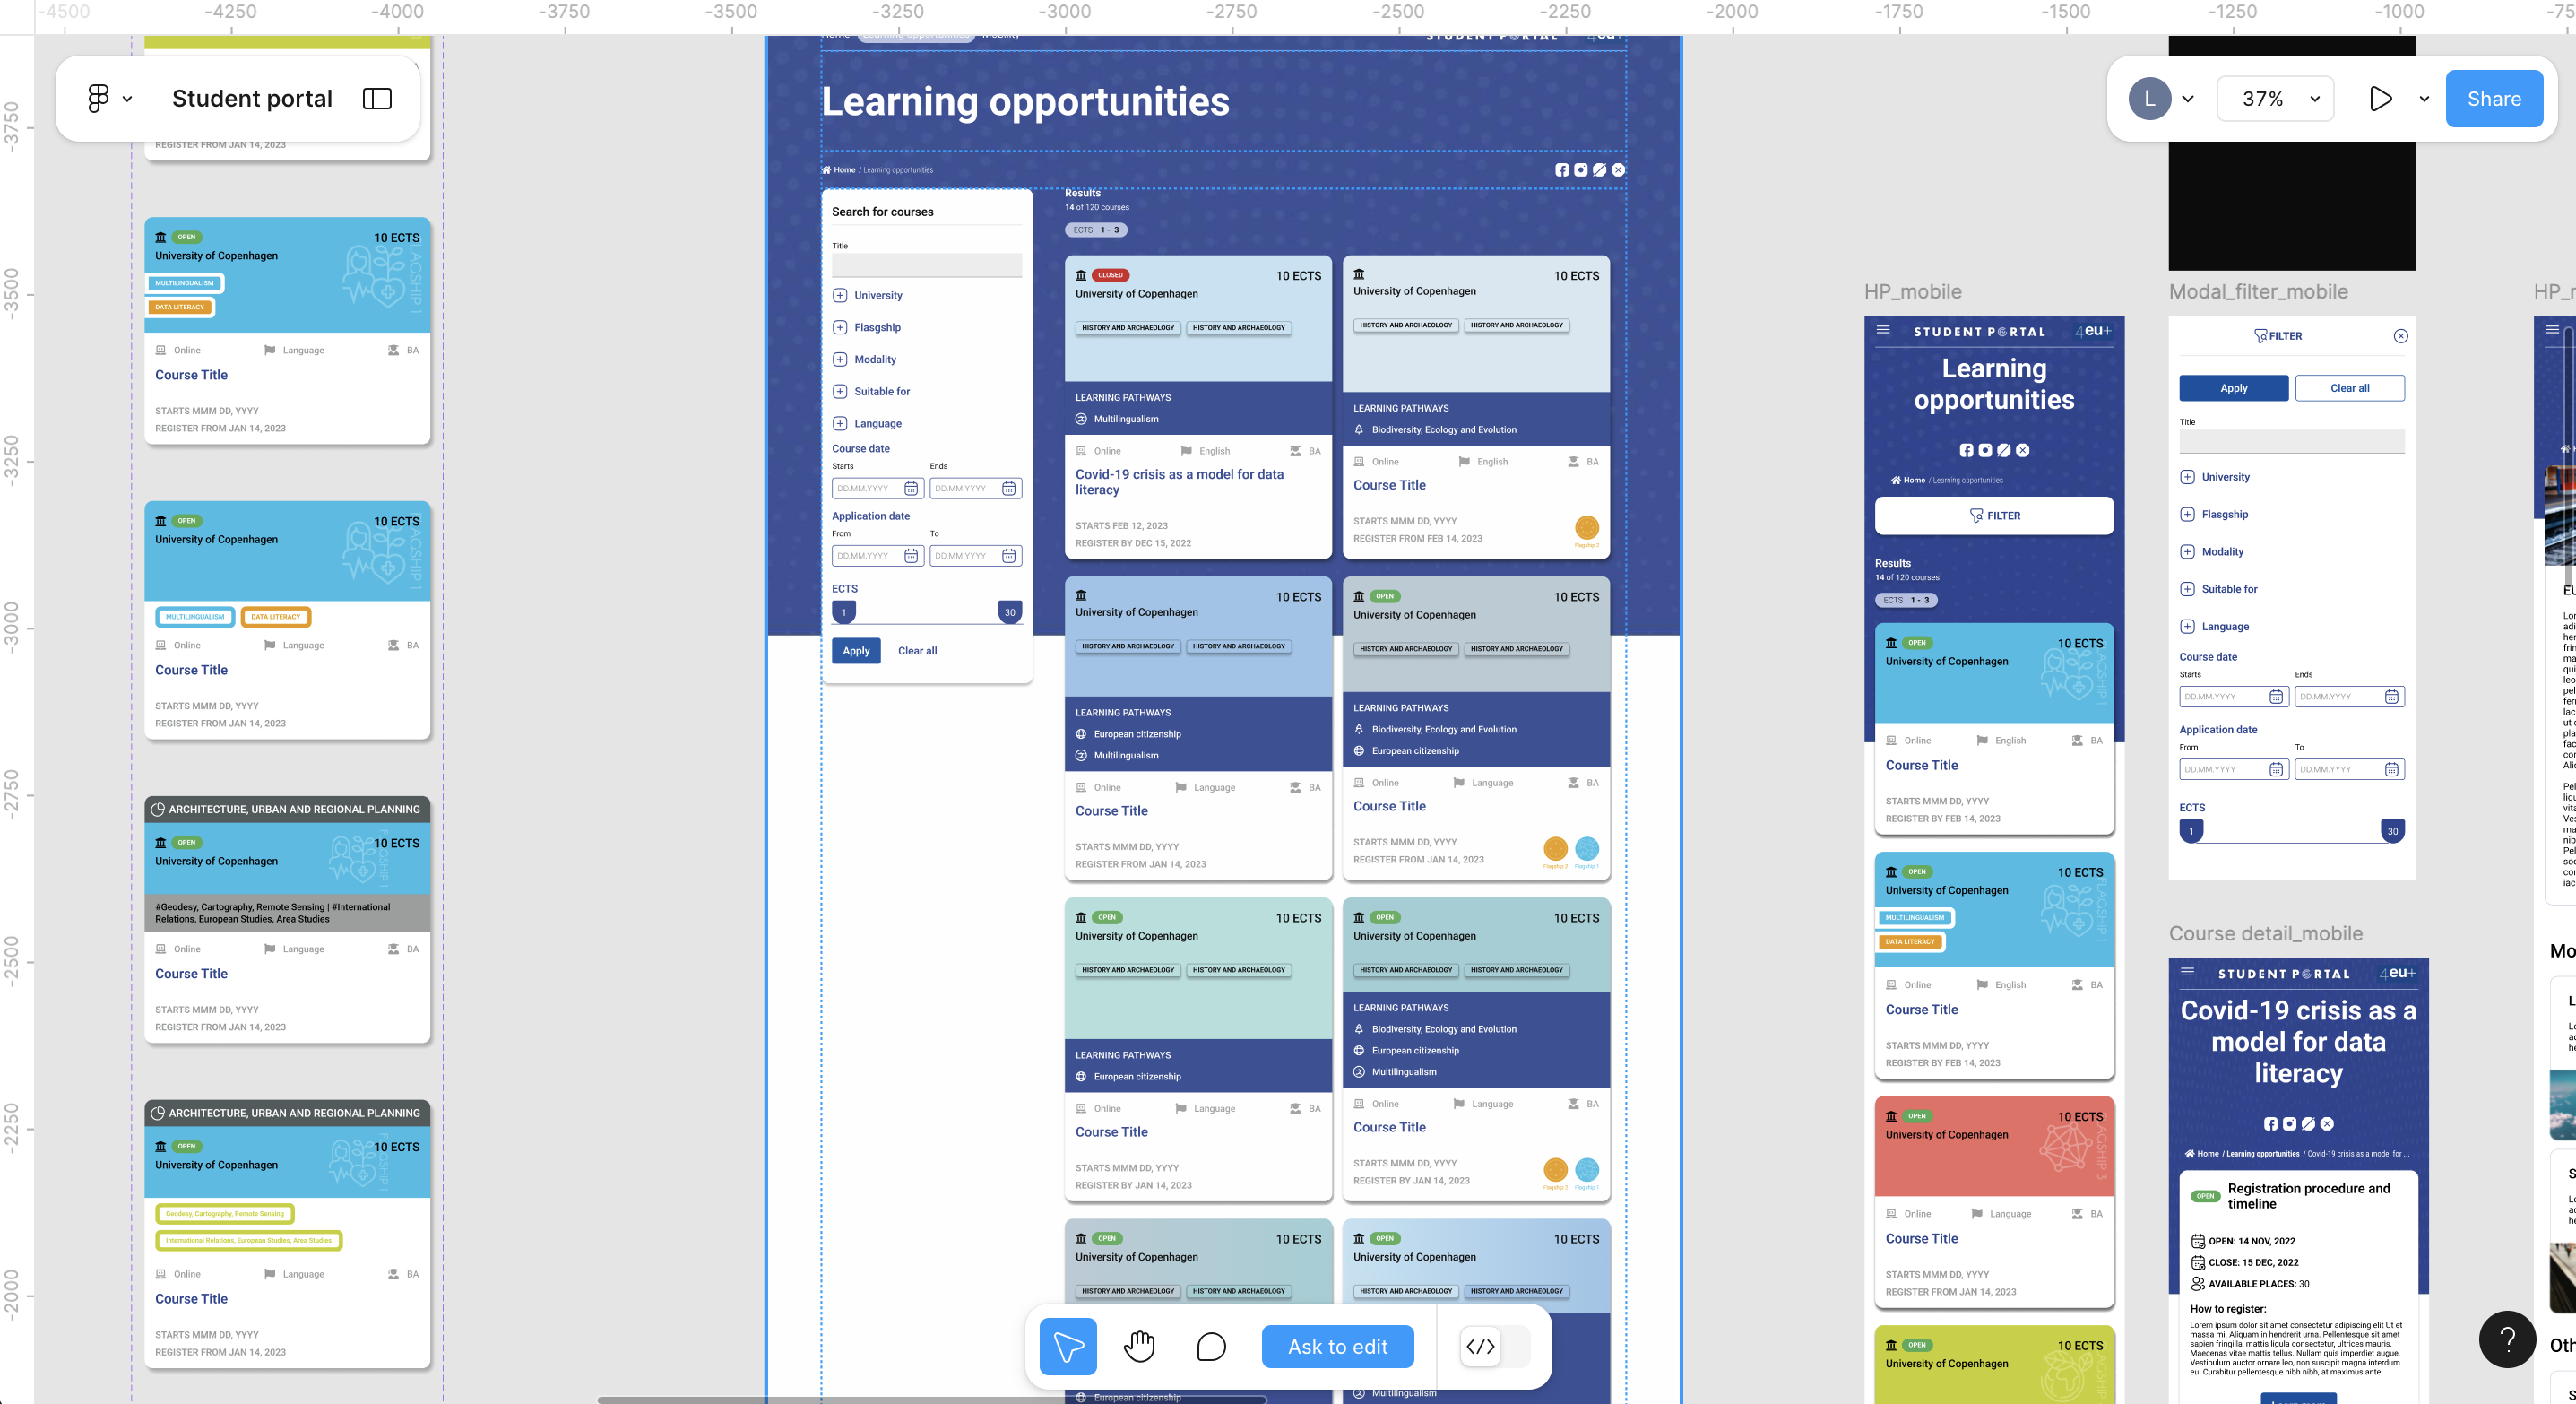 -4500 -4250 -4000 -3750 -3500 -3250 -3000 -2750 -2500 -2250 -2000 -1750 -1500 -1250 -1000
-3750
-3500
-3250
-3000
-2750
-2500
-2250
-2000
Student portal
REGISTER FROM JAN 14, 2023
OPEN 10 ECTS
University of Copenhagen
FLAGSHIP 1
MULTILINGUALISM
DATA LITERACY
Online Language BA
Course Title
STARTS MMM DD, YYYY
REGISTER FROM JAN 14, 2023
OPEN 10 ECTS
University of Copenhagen
FLAGSHIP 1
MULTILINGUALISM DATA LITERACY
Online Language BA
Course Title
STARTS MMM DD, YYYY
REGISTER FROM JAN 14, 2023
ARCHITECTURE, URBAN AND REGIONAL PLANNING
OPEN 10 ECTS
University of Copenhagen
#Geodesy, Cartography, Remote Sensing | #International
Relations, European Studies, Area Studies
Online Language BA
Course Title
STARTS MMM DD, YYYY
REGISTER FROM JAN 14, 2023
ARCHITECTURE, URBAN AND REGIONAL PLANNING
OPEN 10 ECTS
University of Copenhagen
Geodesy, Cartography, Remote Sensing
International Relations, European Studies, Area Studies
Online Language BA
Course Title
STARTS MMM DD, YYYY
REGISTER FROM JAN 14, 2023
Home Learning opportunities Mobility STUDENT PORTAL 4eu+
Learning opportunities
Home / Learning opportunities
Search for courses
Title
University
Flasgship
Modality
Suitable for
Language
Course date
Starts Ends
DD.MM.YYYY DD.MM.YYYY
Application date
From To
DD.MM.YYYY DD.MM.YYYY
ECTS
1 30
Apply Clear all
Results
14 of 120 courses
ECTS 1 - 3
CLOSED 10 ECTS
University of Copenhagen
HISTORY AND ARCHAEOLOGY HISTORY AND ARCHAEOLOGY
LEARNING PATHWAYS
Multilingualism
Online English BA
Covid-19 crisis as a model for data
literacy
STARTS FEB 12, 2023
REGISTER BY DEC 15, 2022
10 ECTS
University of Copenhagen
HISTORY AND ARCHAEOLOGY HISTORY AND ARCHAEOLOGY
LEARNING PATHWAYS
Biodiversity, Ecology and Evolution
Online English BA
Course Title
STARTS MMM DD, YYYY
REGISTER FROM FEB 14, 2023
Flagship 2
10 ECTS
University of Copenhagen
HISTORY AND ARCHAEOLOGY HISTORY AND ARCHAEOLOGY
LEARNING PATHWAYS
European citizenship
Multilingualism
Online Language BA
Course Title
STARTS MMM DD, YYYY
REGISTER FROM JAN 14, 2023
OPEN 10 ECTS
University of Copenhagen
HISTORY AND ARCHAEOLOGY HISTORY AND ARCHAEOLOGY
LEARNING PATHWAYS
Biodiversity, Ecology and Evolution
European citizenship
Online Language BA
Course Title
STARTS MMM DD, YYYY
REGISTER FROM JAN 14, 2023
Flagship 2 Flagship 1
OPEN 10 ECTS
University of Copenhagen
HISTORY AND ARCHAEOLOGY HISTORY AND ARCHAEOLOGY
LEARNING PATHWAYS
European citizenship
Online Language BA
Course Title
STARTS MMM DD, YYYY
REGISTER BY JAN 14, 2023
OPEN 10 ECTS
University of Copenhagen
HISTORY AND ARCHAEOLOGY HISTORY AND ARCHAEOLOGY
LEARNING PATHWAYS
Biodiversity, Ecology and Evolution
European citizenship
Multilingualism
Online Language BA
Course Title
STARTS MMM DD, YYYY
REGISTER BY JAN 14, 2023
Flagship 2 Flagship 1
OPEN 10 ECTS
University of Copenhagen
HISTORY AND ARCHAEOLOGY HISTORY AND ARCHAEOLOGY
European citizenship
OPEN 10 ECTS
University of Copenhagen
HISTORY AND ARCHAEOLOGY HISTORY AND ARCHAEOLOGY
Multilingualism
Ask to edit
L 37% Share
HP_mobile
STUDENT PORTAL 4eu+
Learning
opportunities
Home / Learning opportunities
FILTER
Results
14 of 120 courses
ECTS 1 - 3
OPEN 10 ECTS
University of Copenhagen
FLAGSHIP 1
Online English BA
Course Title
STARTS MMM DD, YYYY
REGISTER BY FEB 14, 2023
OPEN 10 ECTS
University of Copenhagen
FLAGSHIP 1
MULTILINGUALISM
DATA LITERACY
Online English BA
Course Title
STARTS MMM DD, YYYY
REGISTER BY FEB 14, 2023
OPEN 10 ECTS
University of Copenhagen
FLAGSHIP 3
Online Language BA
Course Title
STARTS MMM DD, YYYY
REGISTER FROM JAN 14, 2023
OPEN 10 ECTS
University of Copenhagen
Modal_filter_mobile
FILTER
Apply Clear all
Title
University
Flasgship
Modality
Suitable for
Language
Course date
Starts Ends
DD.MM.YYYY DD.MM.YYYY
Application date
From To
DD.MM.YYYY DD.MM.YYYY
ECTS
1 30
Course detail_mobile
STUDENT PORTAL 4eu+
Covid-19 crisis as a
model for data
literacy
Home / Learning opportunities / Covid-19 crisis as a model for ...
OPEN Registration procedure and
timeline
OPEN: 14 NOV, 2022
CLOSE: 15 DEC, 2022
AVAILABLE PLACES: 30
How to register:
Lorem ipsum dolor sit amet consectetur adipiscing elit Ut et
massa mi. Aliquam in hendrerit urna. Pellentesque sit amet
sapien fringilla, mattis ligula consectetur, ultrices mauris.
Maecenas vitae mattis tellus. Nullam quis imperdiet augue.
Vestibulum auctor ornare leo, non suscipit magna interdum
eu. Curabitur pellentesque nibh nibh, at maximus ante.
?